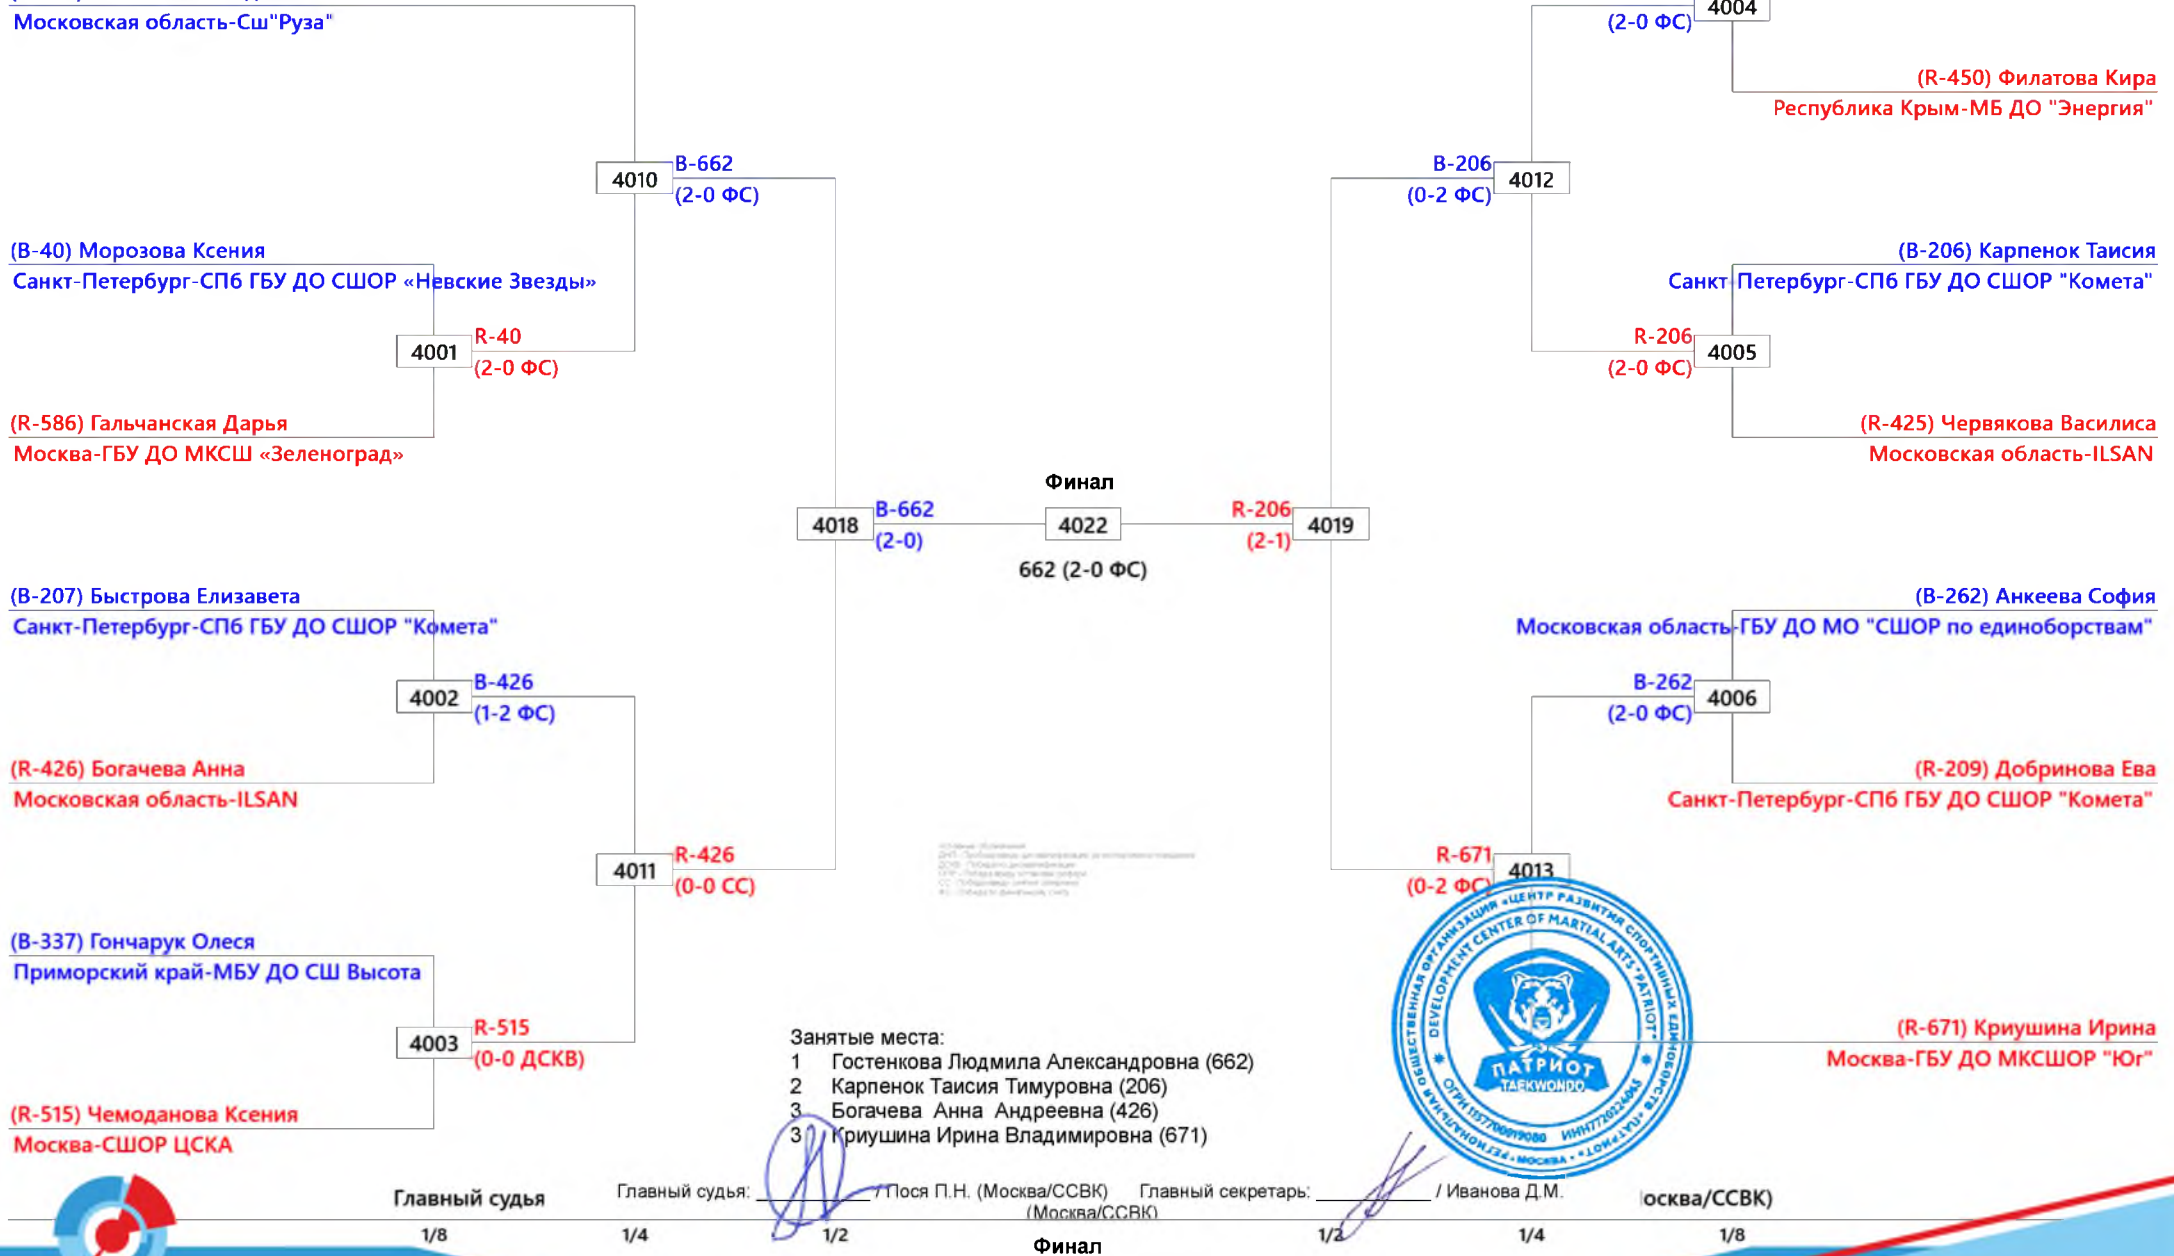 Московская область-Сш"Руза"
4004
(2-0 ФС)
(R-450) Филатова Кира
Республика Крым-МБ ДО "Энергия"
B-662
4010
(2-0 ФС)
B-206
4012
(0-2 ФС)
(B-40) Морозова Ксения
Санкт-Петербург-СПб ГБУ ДО СШОР «Невские Звезды»
(B-206) Карпенок Таисия
Санкт-Петербург-СПб ГБУ ДО СШОР "Комета"
R-40
4001
(2-0 ФС)
R-206
4005
(2-0 ФС)
(R-586) Гальчанская Дарья
Москва-ГБУ ДО МКСШ «Зеленоград»
(R-425) Червякова Василиса
Московская область-ILSAN
Финал
B-662
4018
(2-0)
4022
R-206
4019
(2-1)
662 (2-0 ФС)
(B-207) Быстрова Елизавета
Санкт-Петербург-СПб ГБУ ДО СШОР "Комета"
(B-262) Анкеева София
Московская область-ГБУ ДО МО "СШОР по единоборствам"
B-426
4002
(1-2 ФС)
B-262
4006
(2-0 ФС)
(R-426) Богачева Анна
Московская область-ILSAN
(R-209) Добринова Ева
Санкт-Петербург-СПб ГБУ ДО СШОР "Комета"
R-426
4011
(0-0 СС)
R-671
4013
(0-2 ФС)
(B-337) Гончарук Олеся
Приморский край-МБУ ДО СШ Высота
R-515
4003
(0-0 ДСКВ)
(R-671) Криушина Ирина
Москва-ГБУ ДО МКСШОР "Юг"
(R-515) Чемоданова Ксения
Москва-СШОР ЦСКА
Занятые места:
1 Гостенкова Людмила Александровна (662)
2 Карпенок Таисия Тимуровна (206)
3 Богачева Анна Андреевна (426)
3 Криушина Ирина Владимировна (671)
DEVELOPMENT CENTER OF MARTIAL ARTS "PATRIOT"
ПАТРИОТ
TAEKWONDO
Главный судья
Главный судья: / Пося П.Н. (Москва/ССВК)
(Москва/ССВК)
Главный секретарь: / Иванова Д.М.
осква/ССВК)
1/8 1/4 1/2 Финал 1/2 1/4 1/8